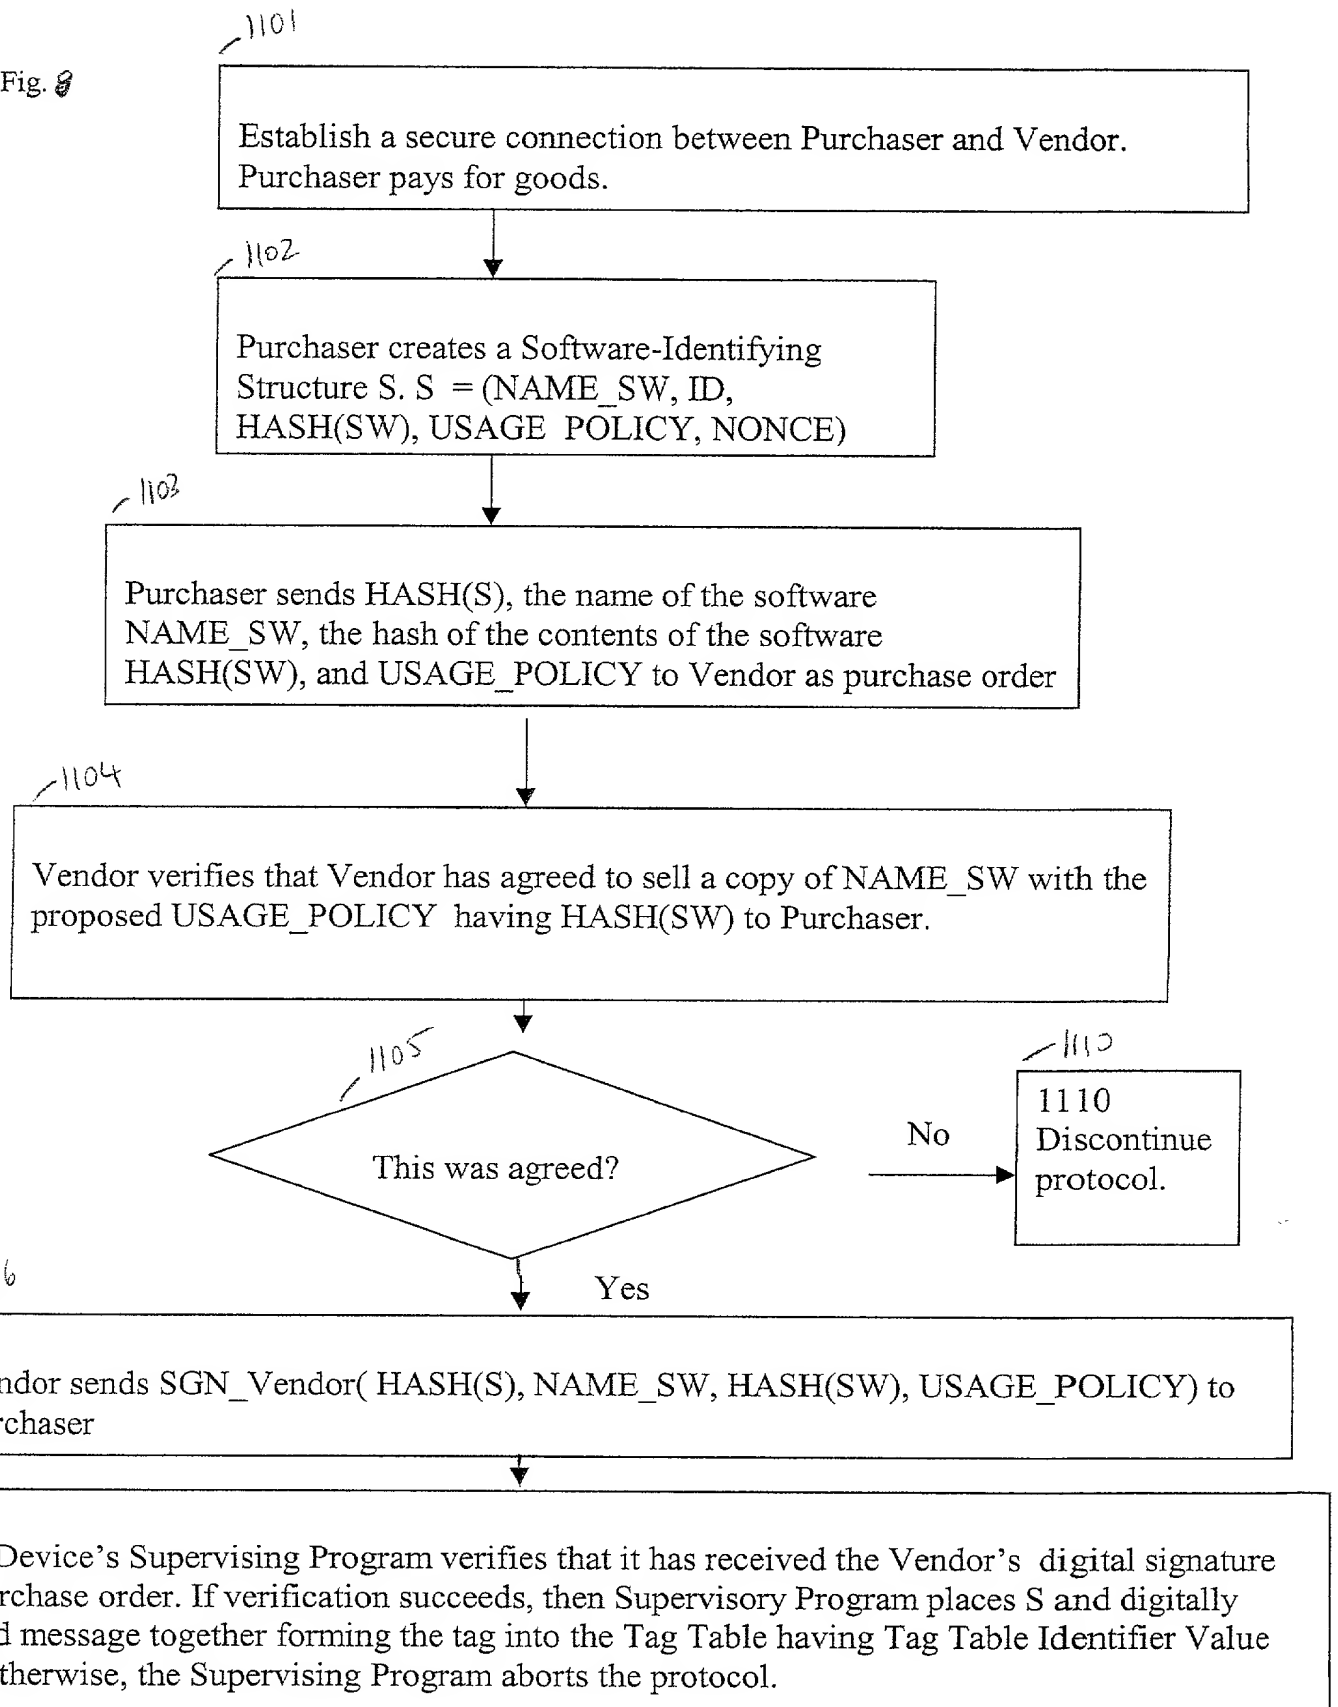 1101
Fig. 8
Establish a secure connection between Purchaser and Vendor.
Purchaser pays for goods.
1102
Purchaser creates a Software-Identifying
Structure S. S = (NAME_SW, ID,
HASH(SW), USAGE POLICY, NONCE)
1103
Purchaser sends HASH(S), the name of the software
NAME_SW, the hash of the contents of the software
HASH(SW), and USAGE_POLICY to Vendor as purchase order
1104
Vendor verifies that Vendor has agreed to sell a copy of NAME_SW with the
proposed USAGE_POLICY having HASH(SW) to Purchaser.
1105
This was agreed?
No
1110
1110
Discontinue
protocol.
6
Yes
ndor sends SGN_Vendor( HASH(S), NAME_SW, HASH(SW), USAGE_POLICY) to
rchaser
Device's Supervising Program verifies that it has received the Vendor's digital signature
rchase order. If verification succeeds, then Supervisory Program places S and digitally
d message together forming the tag into the Tag Table having Tag Table Identifier Value
therwise, the Supervising Program aborts the protocol.